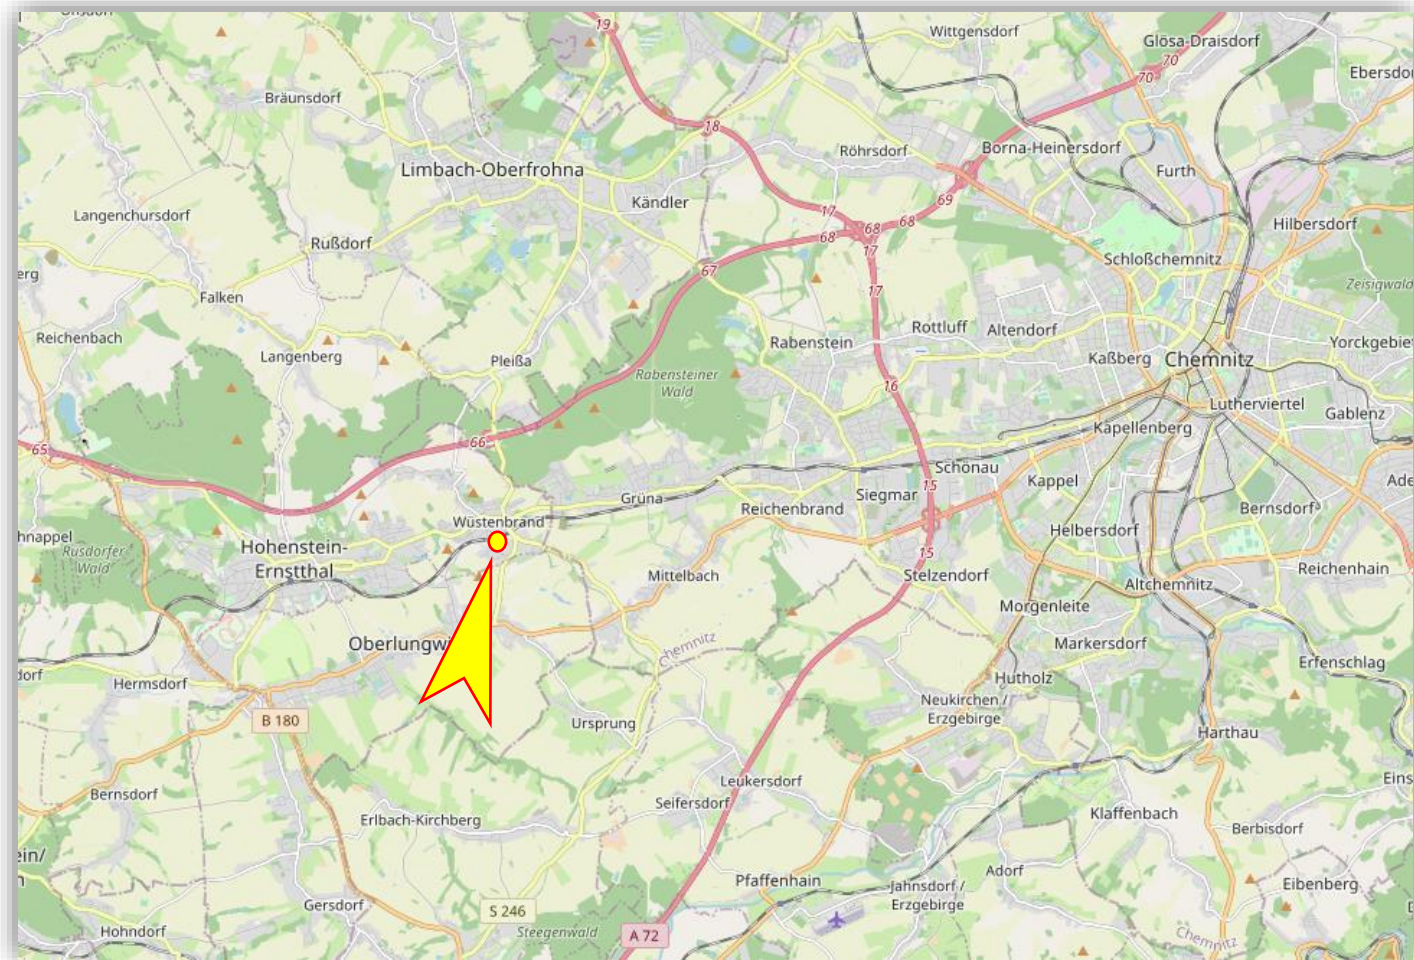 19
Wittgensdorf
Glösa-Draisdorf
70
70
Ebersdo
Bräunsdorf
18
Röhrsdorf
Borna-Heinersdorf
Limbach-Oberfrohna
Furth
69
Kändler
Langenchursdorf
17
68
68
68
17
Hilbersdorf
Rußdorf
67
Schloßchemnitz
erg
Falken
17
Zeisigwald
Reichenbach
Langenberg
Pleißa
Rabenstein
Rottluff
Altendorf
Kaßberg
Chemnitz
Yorckgebiet
Rabensteiner
Wald
16
Lutherviertel
Gablenz
Kapellenberg
65
66
Schönau
Kappel
15
Ade
Grüna
Siegmar
Reichenbrand
Bernsdorf
Wüstenbrand
Helbersdorf
hnappel
Rusdorfer
Wald
Hohenstein-
Ernstthal
15
Mittelbach
Stelzendorf
Altchemnitz
Reichenhain
Morgenleite
Markersdorf
Oberlungwi
Chemnitz
Erfenschlag
dorf
Hermsdorf
Hutholz
Neukirchen /
Erzgebirge
B 180
Ursprung
Harthau
Leukersdorf
Eins
Bernsdorf
Seifersdorf
Klaffenbach
Erlbach-Kirchberg
Berbisdorf
ein/
Adorf
Pfaffenhain
Jahnsdorf /
Erzgebirge
Eibenberg
Gersdorf
S 246
Steegenwald
A 72
Hohndorf
Chemnitz